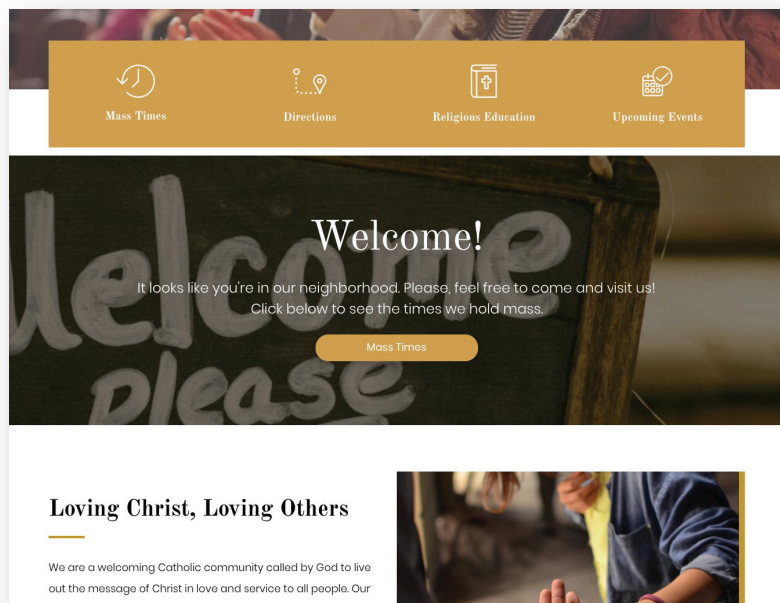 Mass Times
Directions
Religious Education
Upcoming Events
Welcome
please
Welcome!
It looks like you're in our neighborhood. Please, feel free to come and visit us!
Click below to see the times we hold mass.
Mass Times
Loving Christ, Loving Others
We are a welcoming Catholic community called by God to live
out the message of Christ in love and service to all people. Our